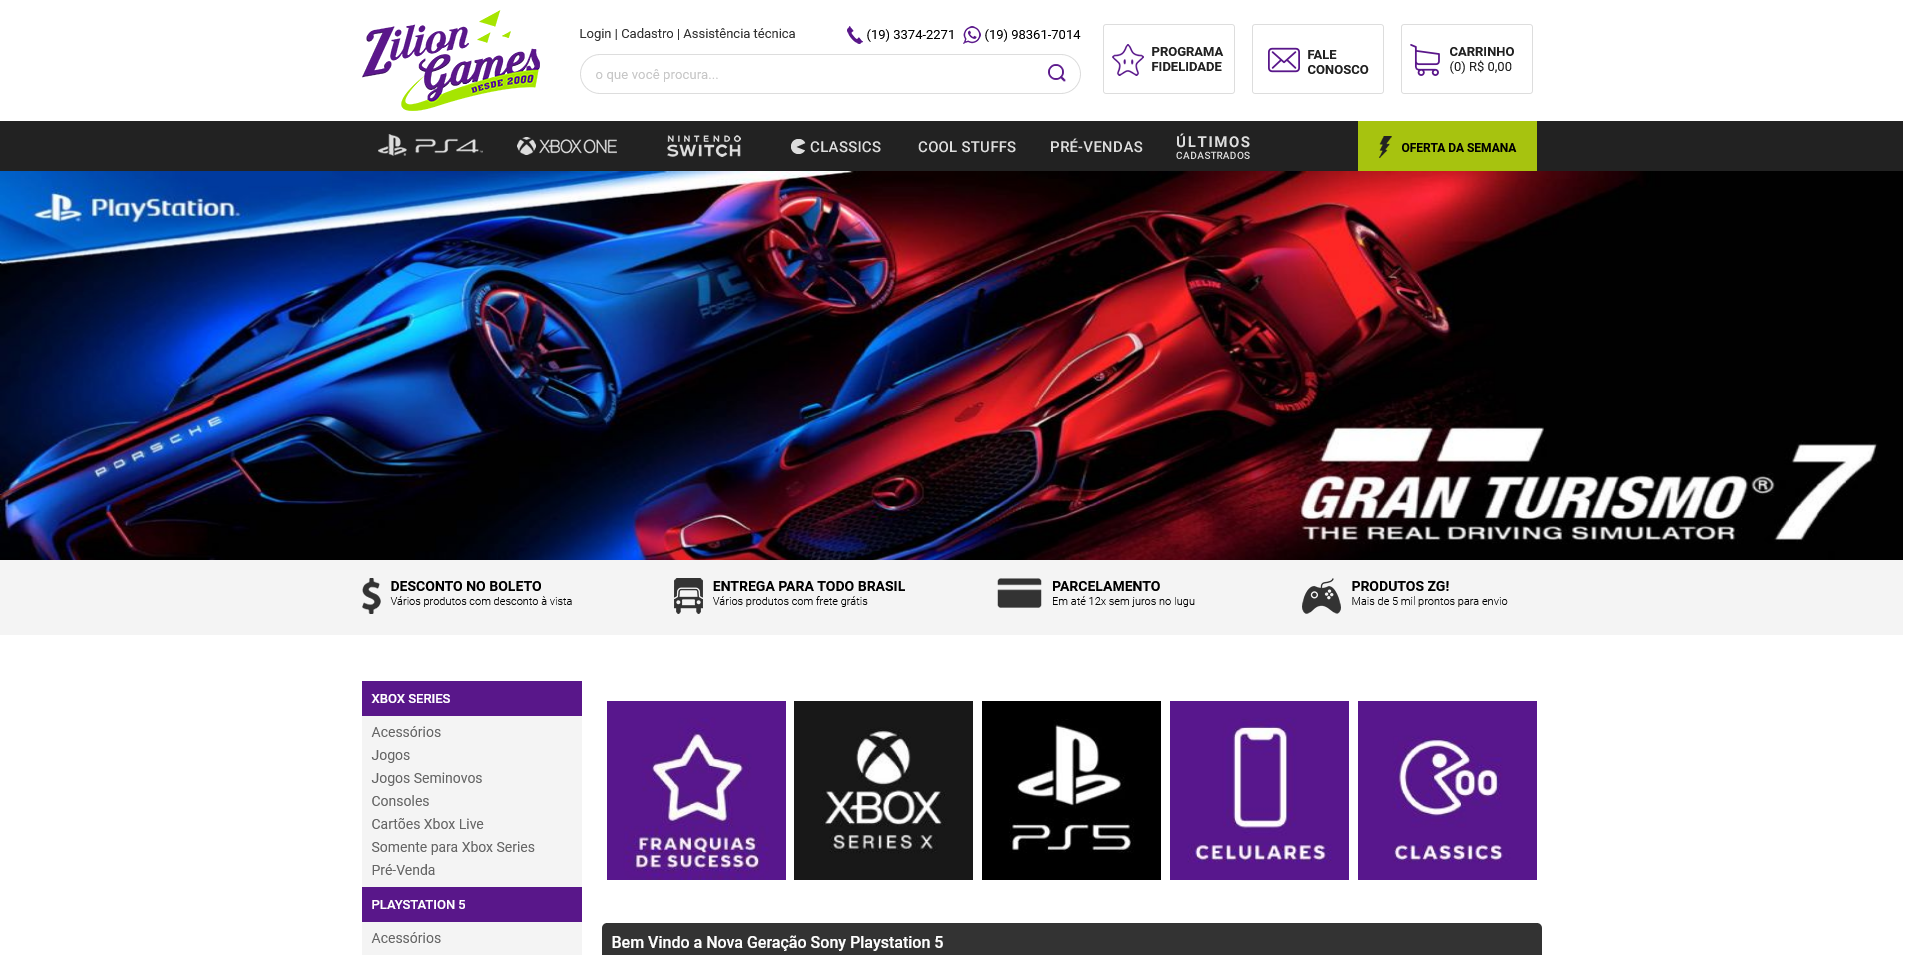 Zilion
Games
DESDE 2000
Login | Cadastro | Assistência técnica
(19) 3374-2271
(19) 98361-7014
o que você procura...
PROGRAMA
FIDELIDADE
FALE
CONOSCO
CARRINHO
(0) R$ 0,00
PS4
XBOX ONE
NINTENDO
SWITCH
CLASSICS
COOL STUFFS
PRÉ-VENDAS
ÚLTIMOS
CADASTRADOS
OFERTA DA SEMANA
PlayStation
72
PORSCHE
MICHELIN
PORSCHE
GRAN TURISMO® 7
THE REAL DRIVING SIMULATOR
DESCONTO NO BOLETO
Vários produtos com desconto à vista
ENTREGA PARA TODO BRASIL
Vários produtos com frete grátis
PARCELAMENTO
Em até 12x sem juros no Iugu
PRODUTOS ZG!
Mais de 5 mil prontos para envio
XBOX SERIES
Acessórios
Jogos
Jogos Seminovos
Consoles
Cartões Xbox Live
Somente para Xbox Series
Pré-Venda
PLAYSTATION 5
Acessórios
FRANQUIAS
DE SUCESSO
XBOX
SERIES X
PS5
CELULARES
CLASSICS
Bem Vindo a Nova Geração Sony Playstation 5